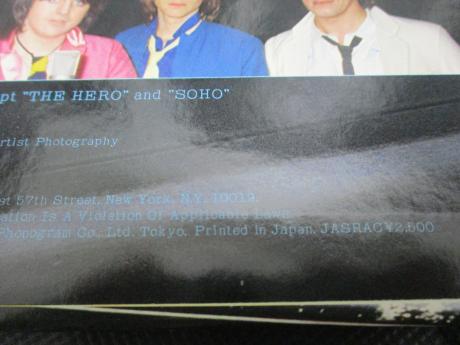 pt "THE HERO" and "SOHO"
rtist Photography
st 57th Street, New York, N.Y. 10019.
ation Is A Violation Of Applicable Laws.
Phonogram Co., Ltd. Tokyo. Printed in Japan. JASRAC¥2,500